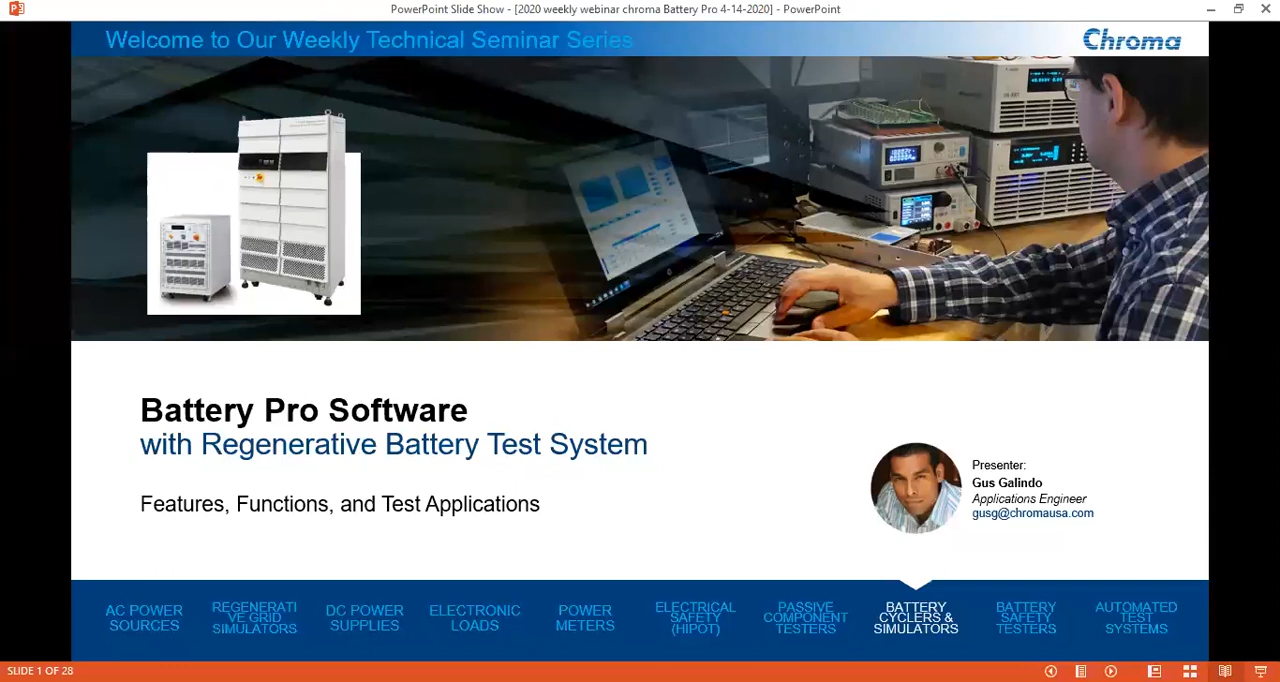 PowerPoint Slide Show - [2020 weekly webinar chroma Battery Pro 4-14-2020] - PowerPoint
Welcome to Our Weekly Technical Seminar Series
Chroma
Battery Pro Software
with Regenerative Battery Test System
Features, Functions, and Test Applications
Presenter:
Gus Galindo
Applications Engineer
gusg@chromausa.com
AC POWER
SOURCES
REGENERATI
VE GRID
SIMULATORS
DC POWER
SUPPLIES
ELECTRONIC
LOADS
POWER
METERS
ELECTRICAL
SAFETY
(HIPOT)
PASSIVE
COMPONENT
TESTERS
BATTERY
CYCLERS &
SIMULATORS
BATTERY
SAFETY
TESTERS
AUTOMATED
TEST
SYSTEMS
SLIDE 1 OF 28